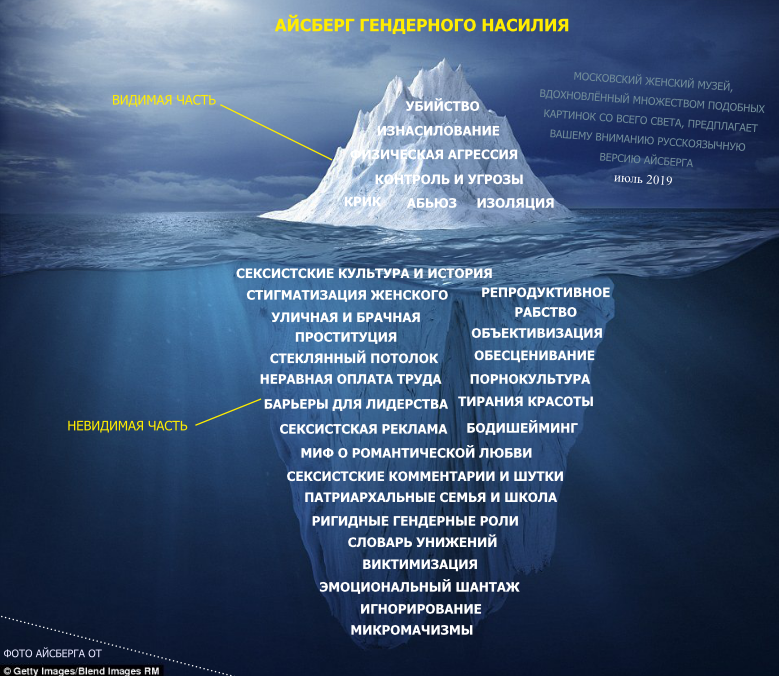 АЙСБЕРГ ГЕНДЕРНОГО НАСИЛИЯ
ВИДИМАЯ ЧАСТЬ
МОСКОВСКИЙ ЖЕНСКИЙ МУЗЕЙ,
ВДОХНОВЛЁННЫЙ МНОЖЕСТВОМ ПОДОБНЫХ
КАРТИНОК СО ВСЕГО СВЕТА, ПРЕДЛАГАЕТ
ВАШЕМУ ВНИМАНИЮ РУССКОЯЗЫЧНУЮ
ВЕРСИЮ АЙСБЕРГА
июль 2019
УБИЙСТВО
ИЗНАСИЛОВАНИЕ
ФИЗИЧЕСКАЯ АГРЕССИЯ
КОНТРОЛЬ И УГРОЗЫ
КРИК АБЬЮЗ ИЗОЛЯЦИЯ
СЕКСИСТСКИЕ КУЛЬТУРА И ИСТОРИЯ
СТИГМАТИЗАЦИЯ ЖЕНСКОГО
УЛИЧНАЯ И БРАЧНАЯ
ПРОСТИТУЦИЯ
СТЕКЛЯННЫЙ ПОТОЛОК
НЕРАВНАЯ ОПЛАТА ТРУДА
БАРЬЕРЫ ДЛЯ ЛИДЕРСТВА
СЕКСИСТСКАЯ РЕКЛАМА
РЕПРОДУКТИВНОЕ
РАБСТВО
ОБЪЕКТИВИЗАЦИЯ
ОБЕСЦЕНИВАНИЕ
ПОРНОКУЛЬТУРА
ТИРАНИЯ КРАСОТЫ
БОДИШЕЙМИНГ
НЕВИДИМАЯ ЧАСТЬ
МИФ О РОМАНТИЧЕСКОЙ ЛЮБВИ
СЕКСИСТСКИЕ КОММЕНТАРИИ И ШУТКИ
ПАТРИАРХАЛЬНЫЕ СЕМЬЯ И ШКОЛА
РИГИДНЫЕ ГЕНДЕРНЫЕ РОЛИ
СЛОВАРЬ УНИЖЕНИЙ
ВИКТИМИЗАЦИЯ
ЭМОЦИОНАЛЬНЫЙ ШАНТАЖ
ИГНОРИРОВАНИЕ
МИКРОМАЧИЗМЫ
ФОТО АЙСБЕРГА ОТ
© Getty Images/Blend Images RM